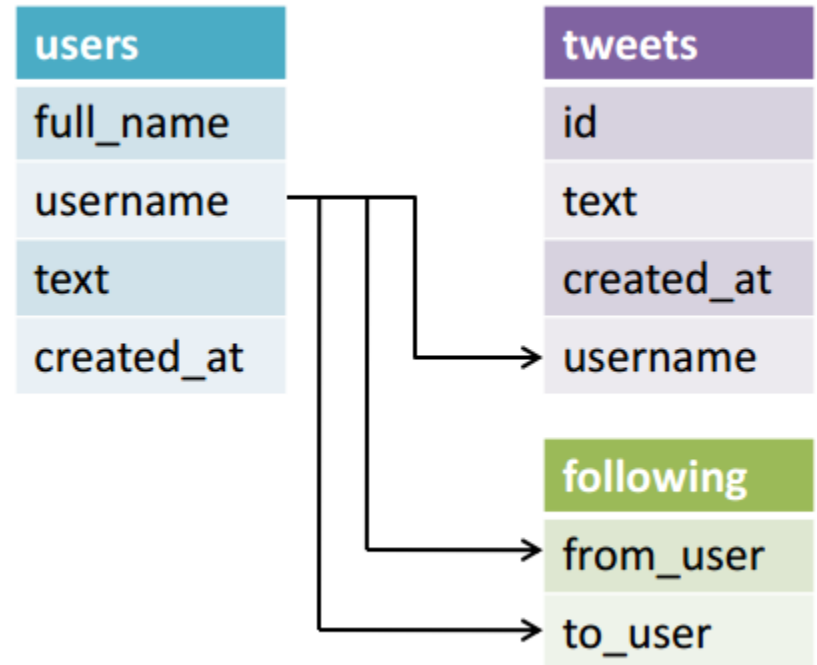 users
full_name
username
text
created_at
tweets
id
text
created_at
username
following
from_user
to_user